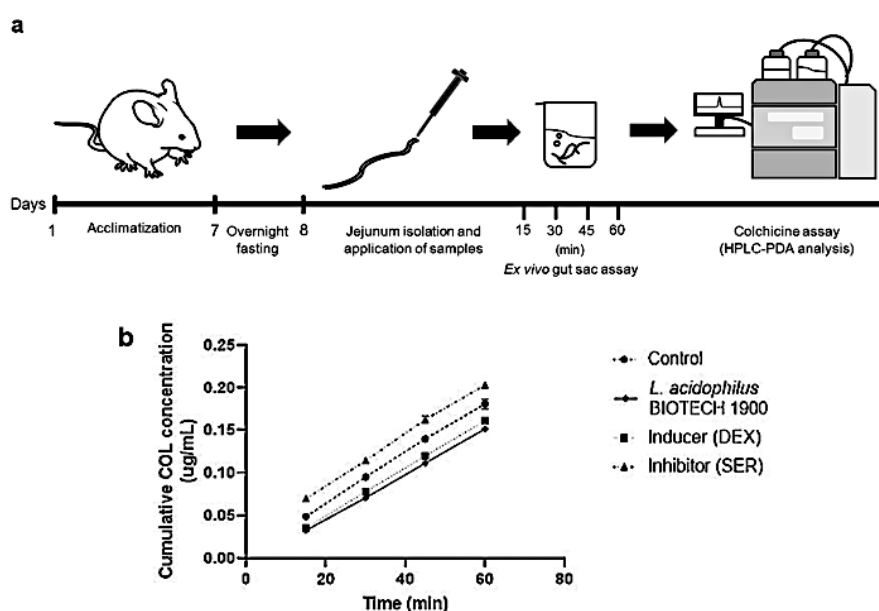 a
Days
1
Acclimatization
7
Overnight
fasting
8
Jejunum isolation and
application of samples
15
30
45
60
(min)
Ex vivo gut sac assay
Colchicine assay
(HPLC-PDA analysis)
b
Cumulative COL concentration
(ug/mL)
0.25
0.20
0.15
0.10
0.05
0.00
0
20
40
60
80
Time (min)
Control
L. acidophilus
BIOTECH 1900
Inducer (DEX)
Inhibitor (SER)